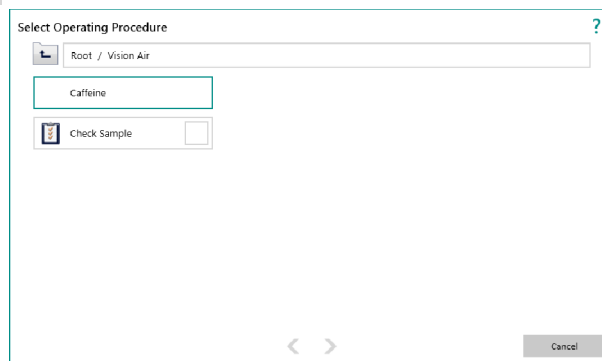 Select Operating Procedure
?
Root / Vision Air
Caffeine
Check Sample
Cancel